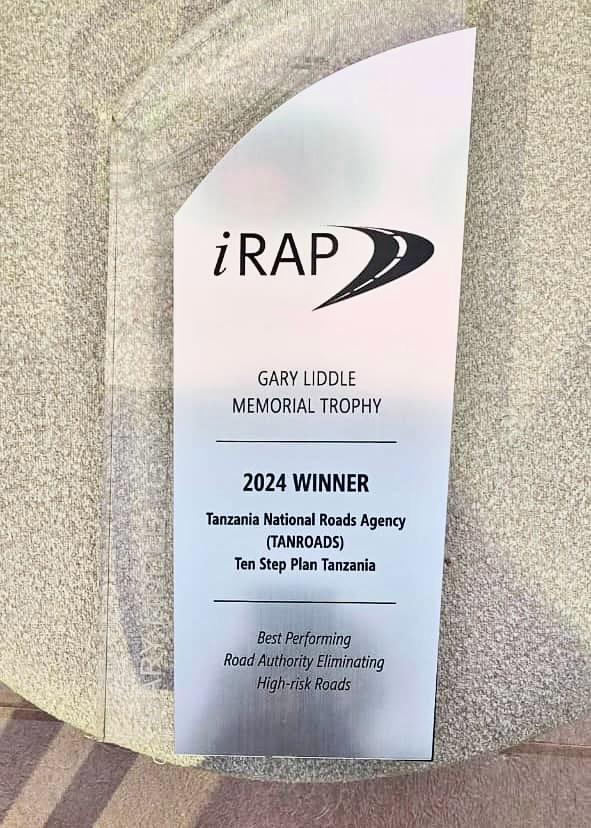 iRAP
GARY LIDDLE
MEMORIAL TROPHY
2024 WINNER
Tanzania National Roads Agency
(TANROADS)
Ten Step Plan Tanzania
Best Performing
Road Authority Eliminating
High-risk Roads